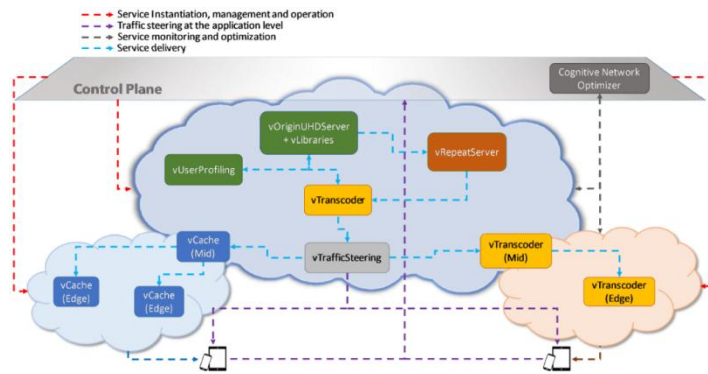 Service Instantiation, management and operation
Traffic steering at the application level
Service monitoring and optimization
Service delivery
Cognitive Network
Optimizer
Control Plane
vOriginUHDServer
+ vLibraries
vRepeatServer
vUserProfiling
vTranscoder
vCache
(Mid)
vTrafficSteering
vTranscoder
(Mid)
vCache
(Edge)
vCache
(Edge)
vTranscoder
(Edge)